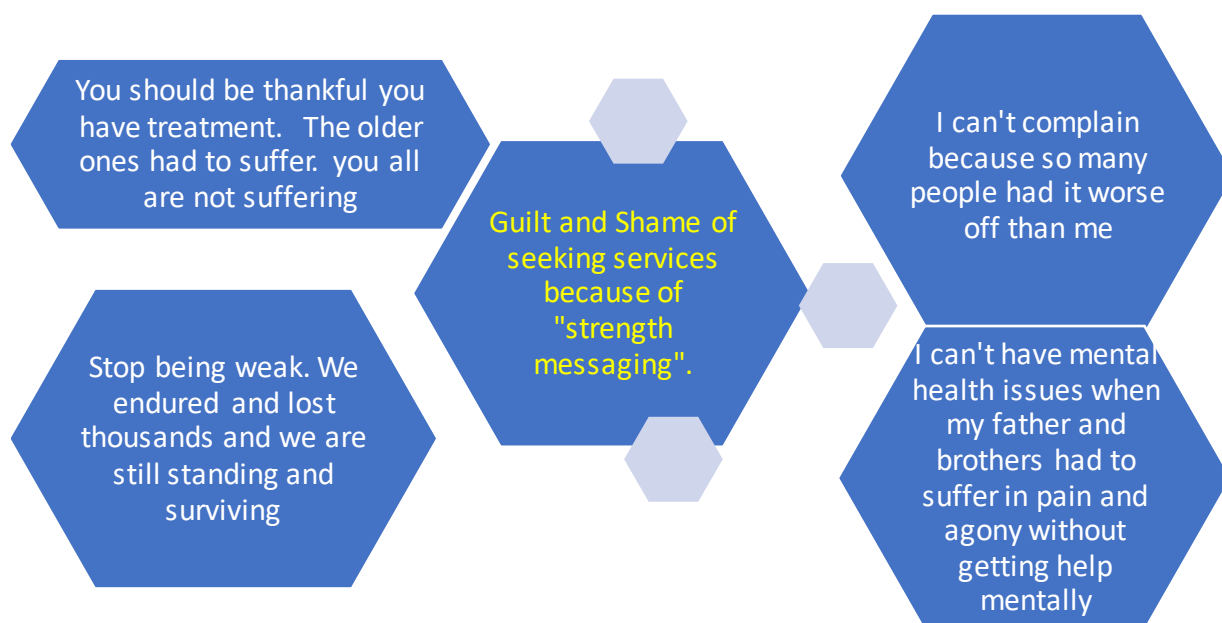 You should be thankful you
have treatment. The older
ones had to suffer. you all
are not suffering
Stop being weak. We
endured and lost
thousands and we are
still standing and
surviving
Guilt and Shame of
seeking services
because of
"strength
messaging".
I can't complain
because so many
people had it worse
off than me
I can't have mental
health issues when
my father and
brothers had to
suffer in pain and
agony without
getting help
mentally